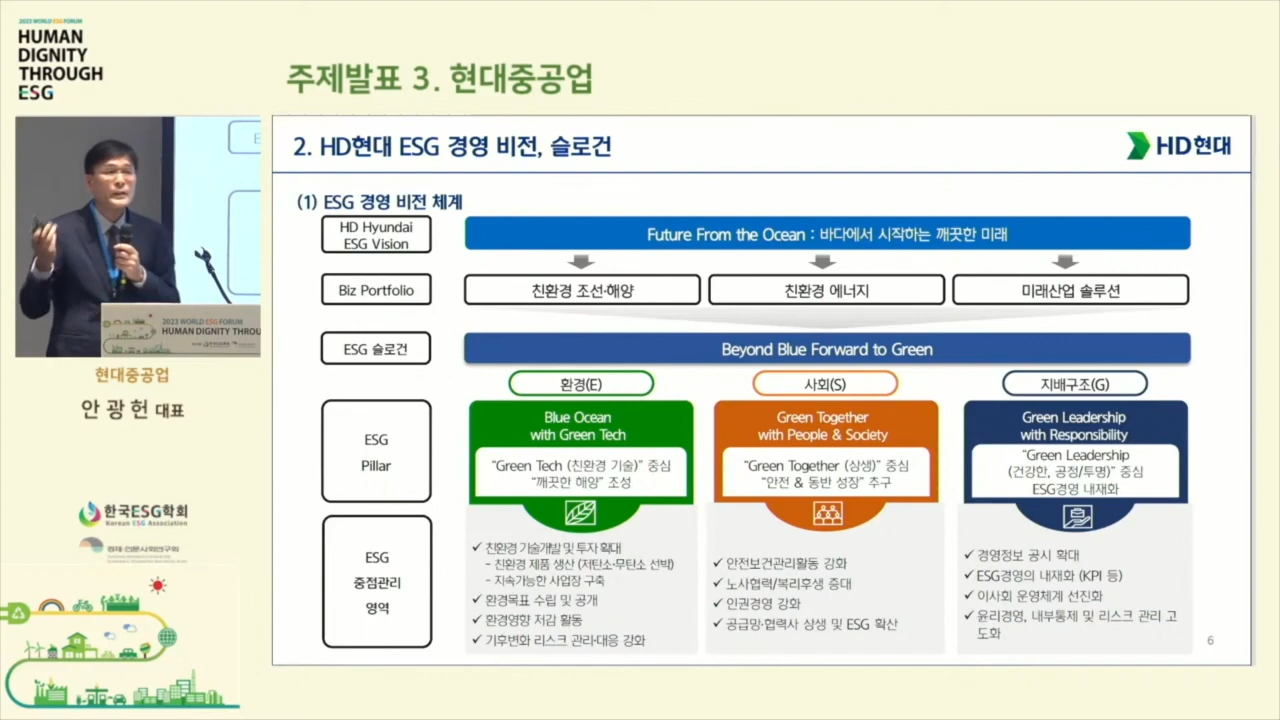 2023 WORLD ESG FORUM
HUMAN
DIGNITY
THROUGH
ESG
주제발표 3. 현대중공업
2. HD현대 ESG 경영 비전, 슬로건
HD현대
(1) ESG 경영 비전 체계
HD Hyundai
ESG Vision
Future From the Ocean : 바다에서 시작하는 깨끗한 미래
Biz Portfolio
친환경 조선·해양
친환경 에너지
미래산업 솔루션
ESG 슬로건
Beyond Blue Forward to Green
환경(E)
사회(S)
지배구조(G)
ESG
Pillar
Blue Ocean
with Green Tech
"Green Tech (친환경 기술)" 중심
"깨끗한 해양" 조성
Green Together
with People & Society
"Green Together (상생)" 중심
"안전 & 동반 성장" 추구
Green Leadership
with Responsibility
"Green Leadership
(건강한, 공정/투명)" 중심
ESG경영 내재화
ESG
중점관리
영역
✓ 친환경 기술개발 및 투자 확대
- 친환경 제품 생산 (저탄소·무탄소 선박)
- 지속가능한 사업장 구축
✓ 환경목표 수립 및 공개
✓ 환경영향 저감 활동
✓ 기후변화 리스크 관리·대응 강화
✓ 안전보건관리활동 강화
✓ 노사협력/복리후생 증대
✓ 인권경영 강화
✓ 공급망·협력사 상생 및 ESG 확산
✓ 경영정보 공시 확대
✓ ESG경영의 내재화 (KPI 등)
✓ 이사회 운영체계 선진화
✓ 윤리경영, 내부통제 및 리스크 관리 고
도화
6
2023 WORLD ESG FORUM
HUMAN DIGNITY THROU
현대중공업
안 광 헌 대표
한국ESG학회
Korean ESG Association
경제·인문사회연구회